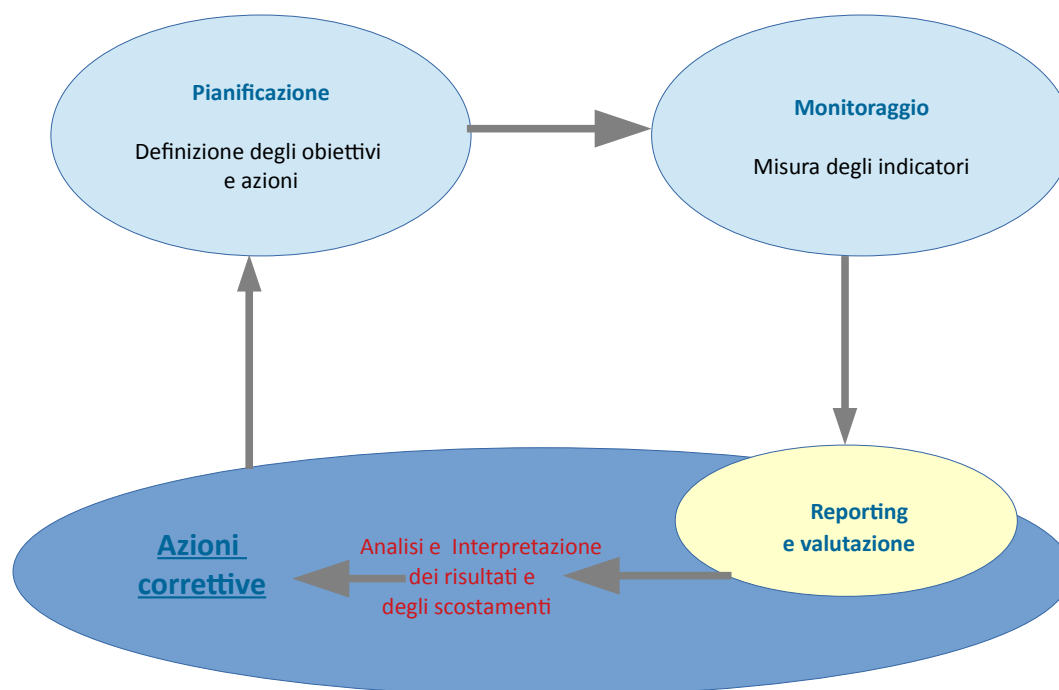 Pianificazione
Definizione degli obiettivi
e azioni
Monitoraggio
Misura degli indicatori
Reporting
e valutazione
Analisi e Interpretazione
dei risultati e
degli scostamenti
Azioni
correttive